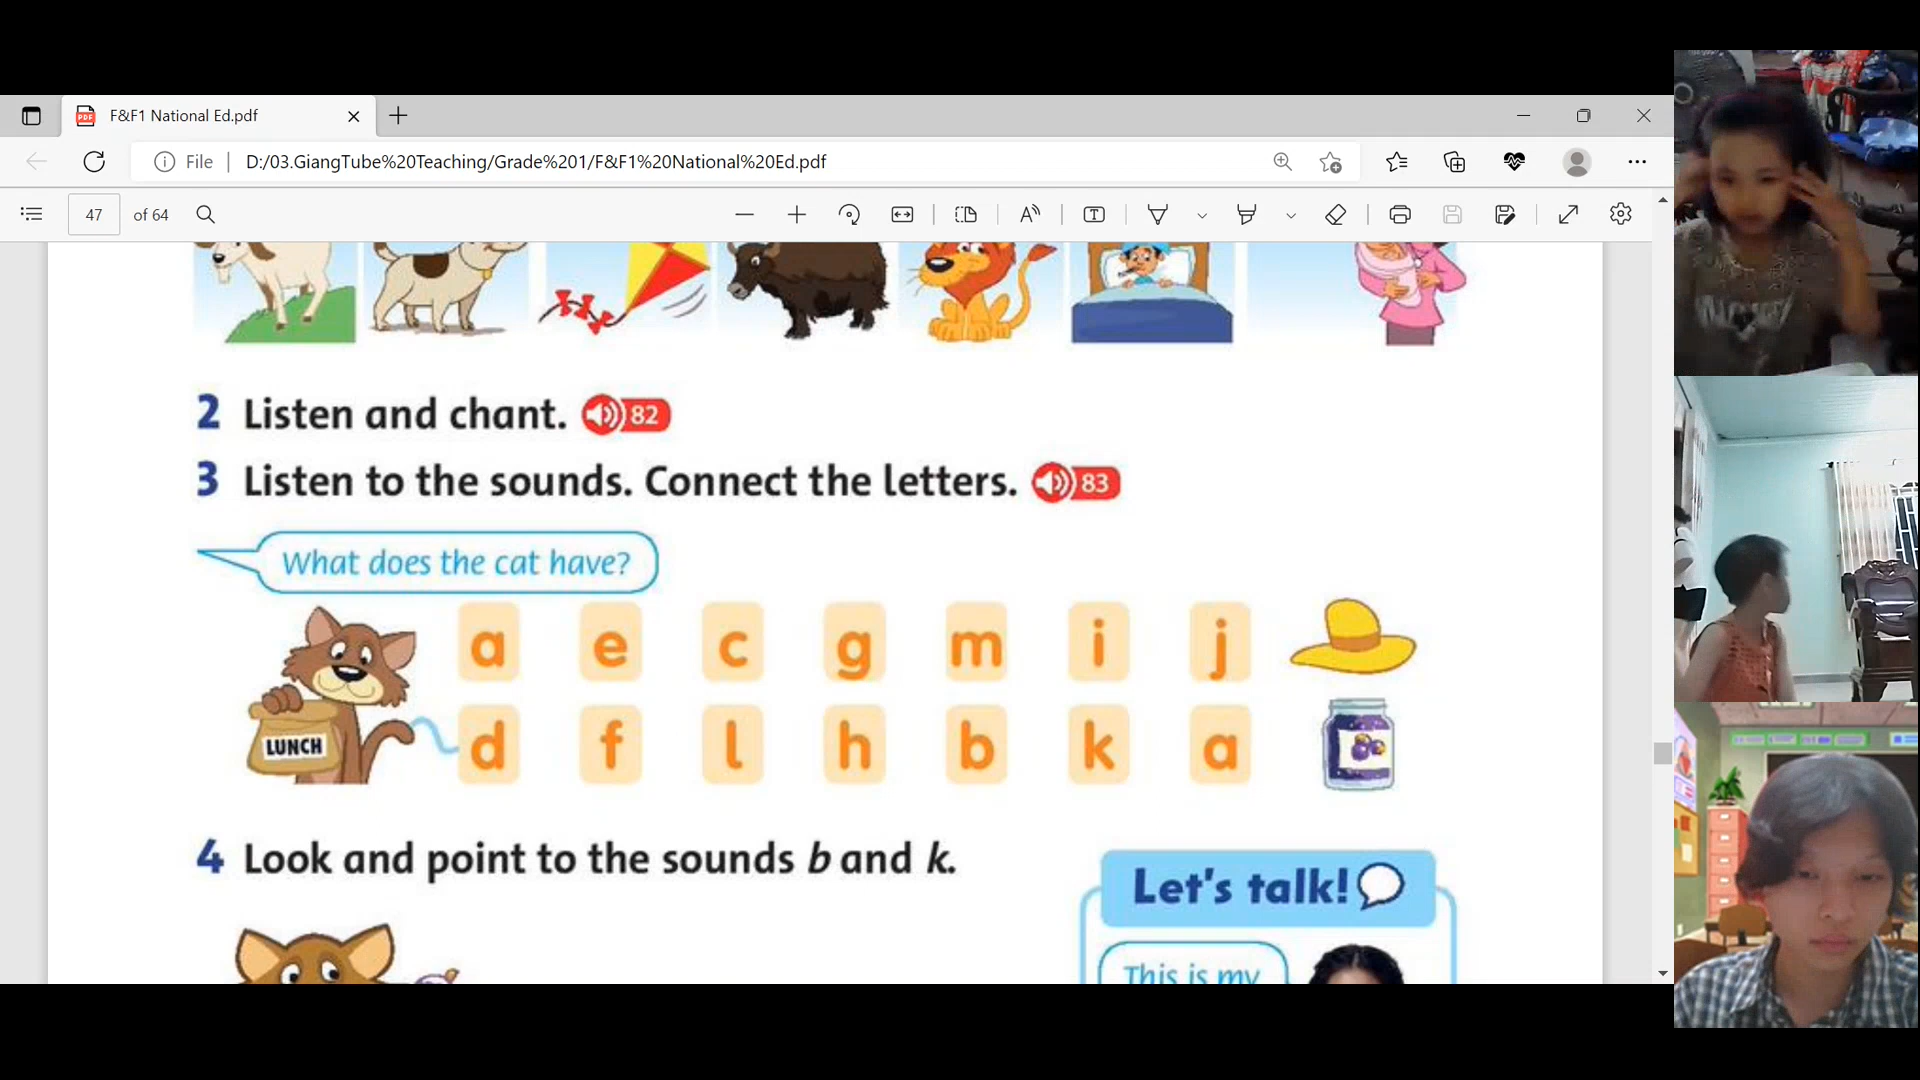 F&F1 National Ed.pdf
File D:/03.GiangTube%20Teaching/Grade%201/F&F1%20National%20Ed.pdf
47 of 64
2 Listen and chant. 82
3 Listen to the sounds. Connect the letters. 83
What does the cat have?
a e c g m i j
LUNCH
d f l h b k a
4 Look and point to the sounds b and k.
Let's talk!
This is my